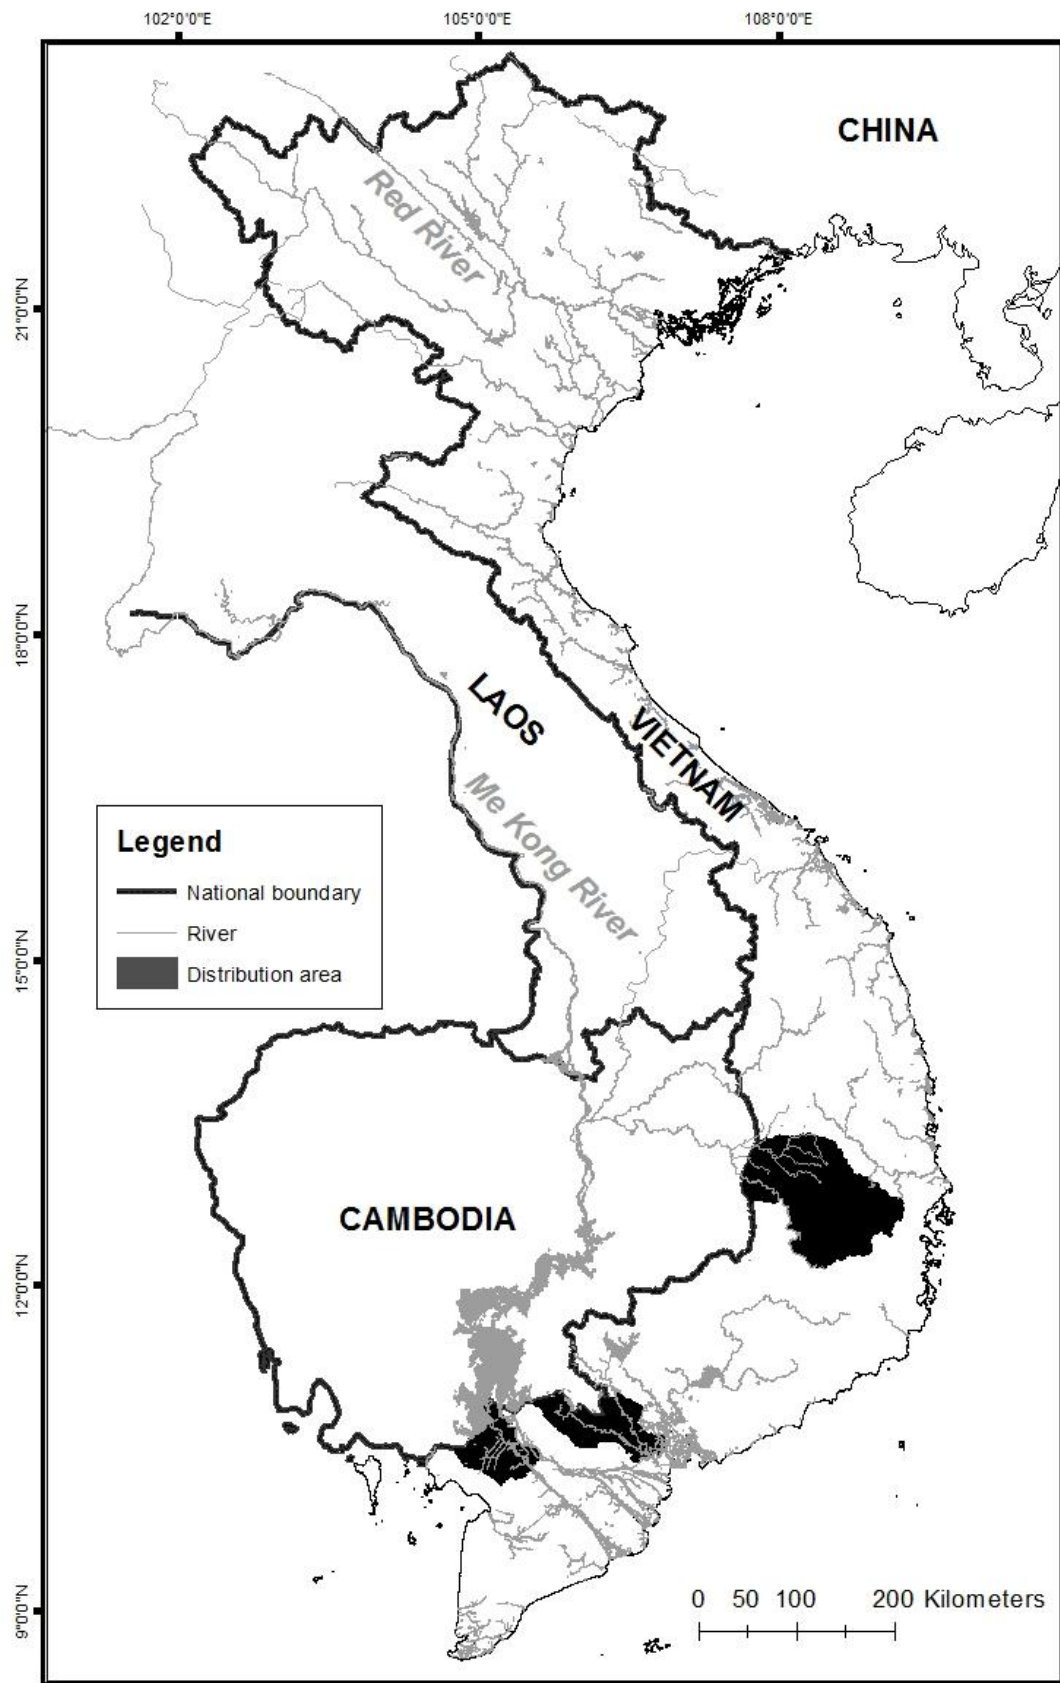 102°0'0"E
105°0'0"E
108°0'0"E
CHINA
Red River
21°0'0"N
18°0'0"N
LAOS
VIETNAM
Me Kong River
Legend
National boundary
River
Distribution area
15°0'0"N
CAMBODIA
12°0'0"N
9°0'0"N
0 50 100 200 Kilometers